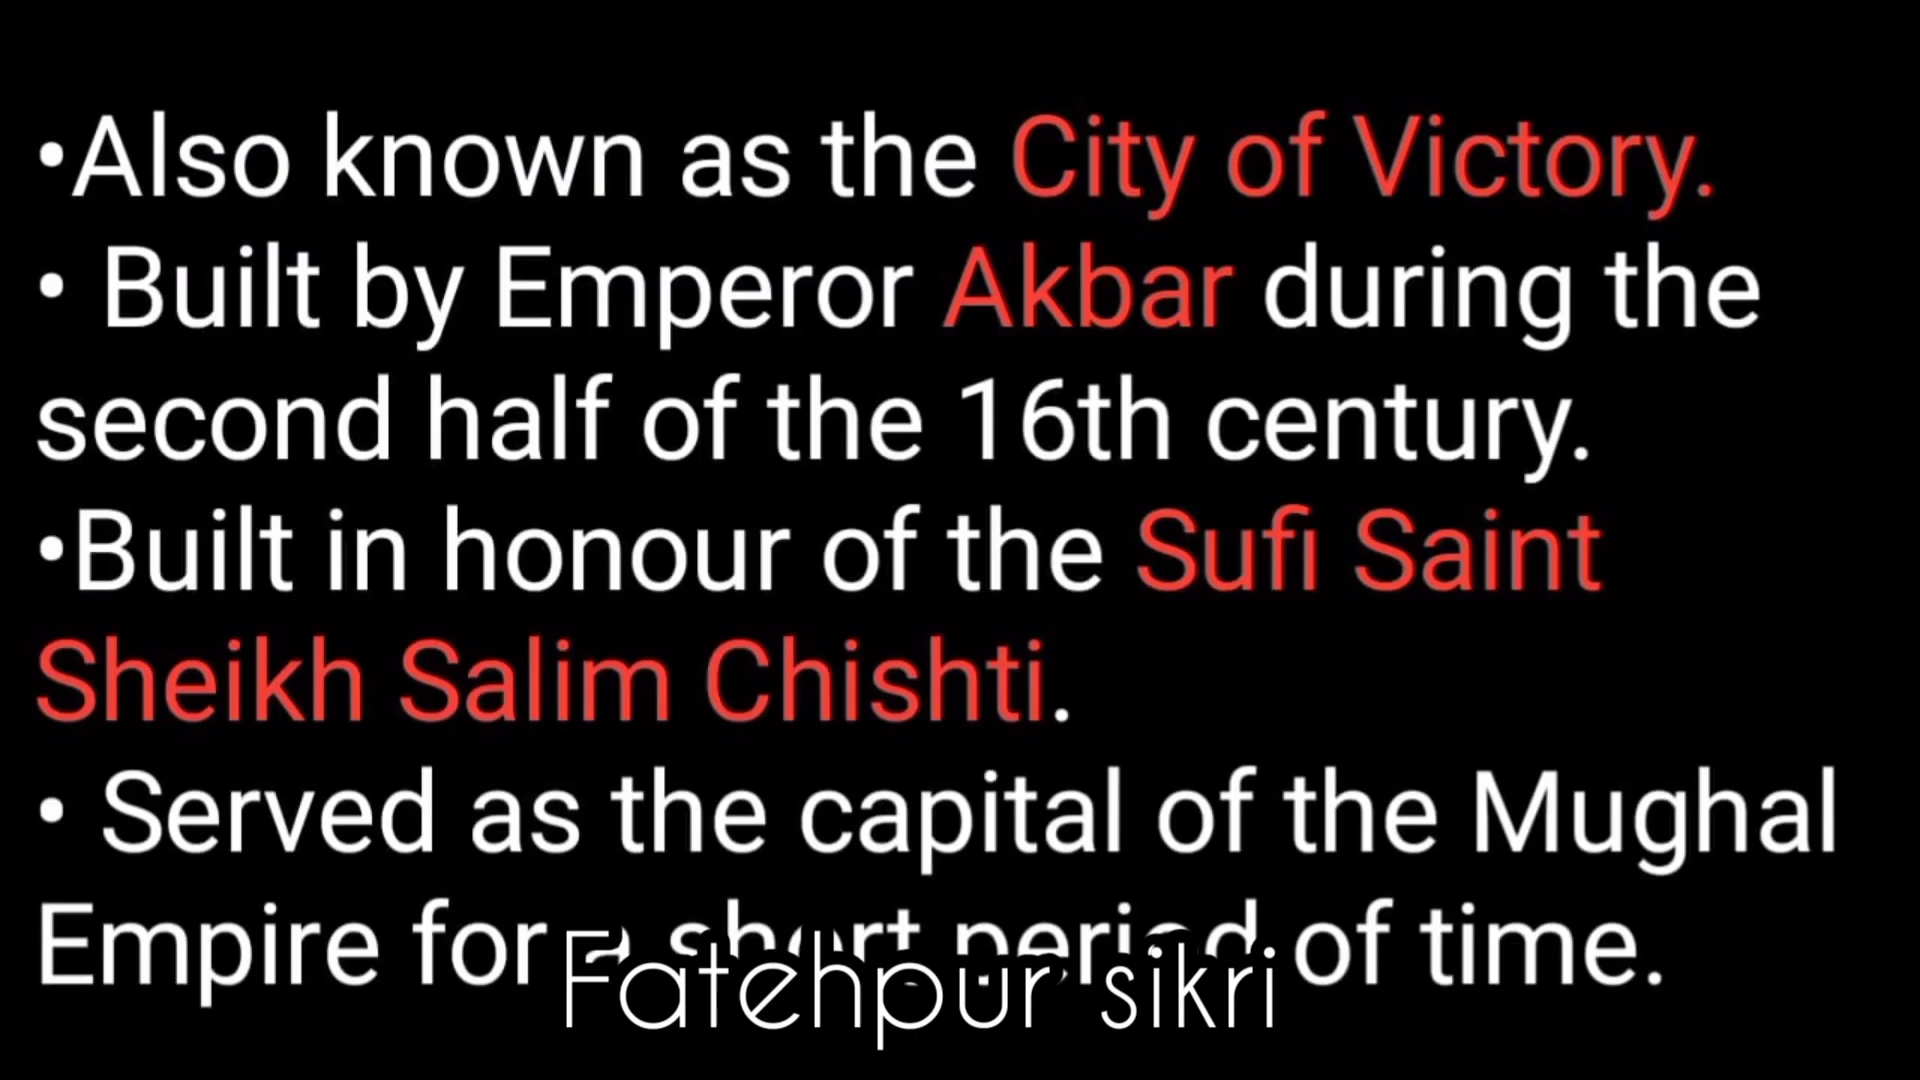 •Also known as the City of Victory.
• Built by Emperor Akbar during the
second half of the 16th century.
•Built in honour of the Sufi Saint
Sheikh Salim Chishti.
• Served as the capital of the Mughal
Empire for a short period of time.
Fatehpur sikri